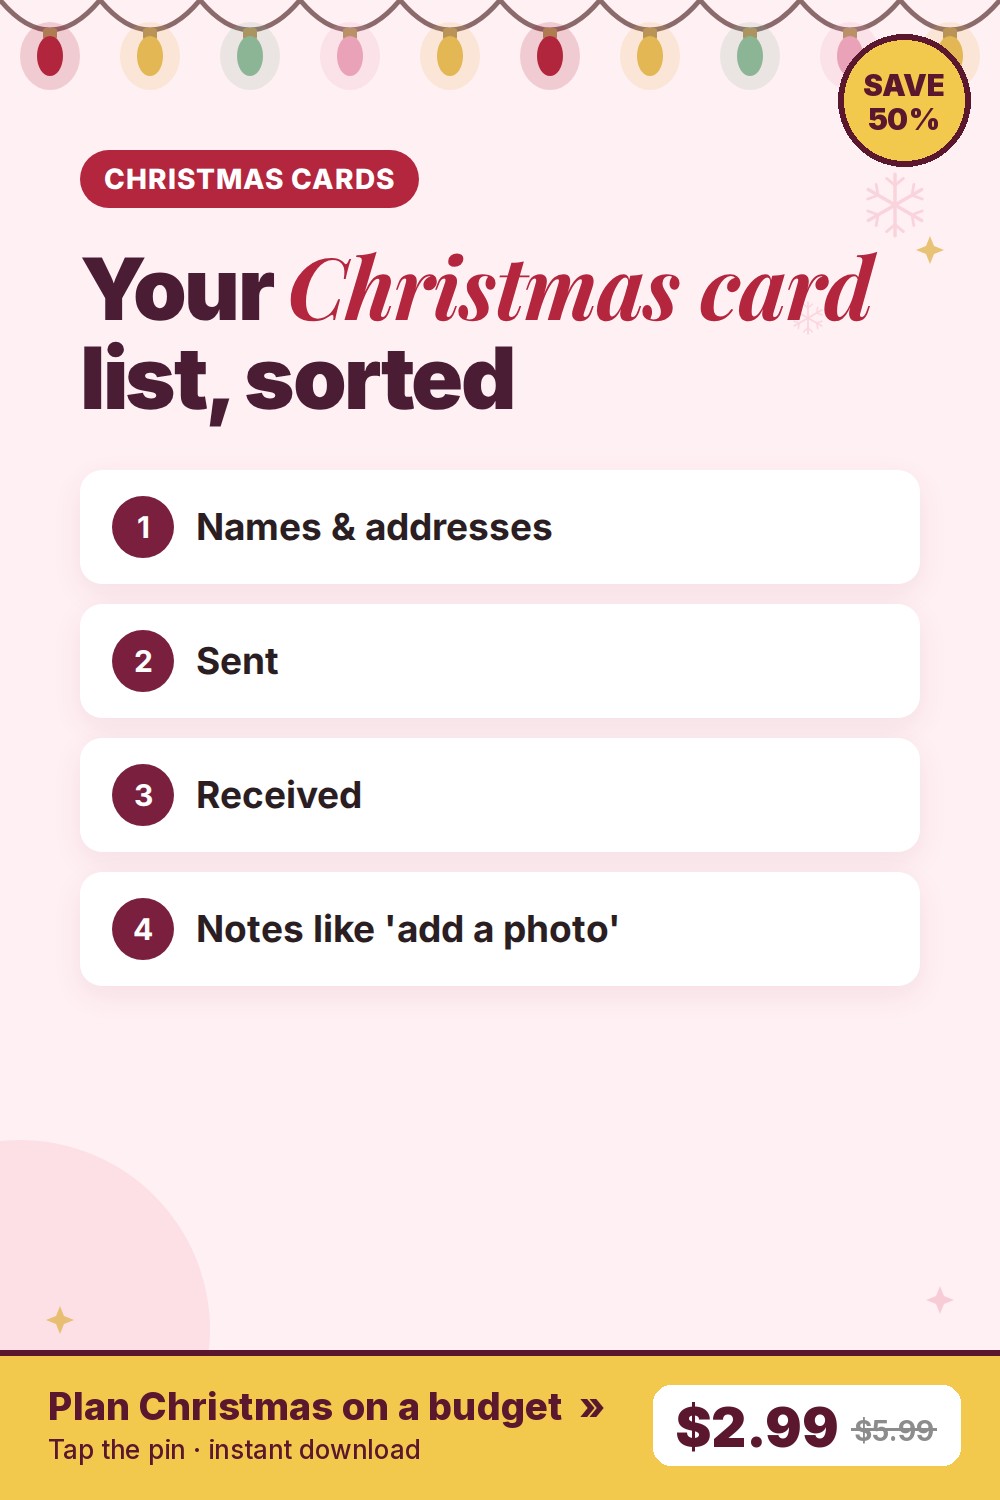 SAVE
50%
CHRISTMAS CARDS
Your Christmas card
list, sorted
1 Names & addresses
2 Sent
3 Received
4 Notes like 'add a photo'
Plan Christmas on a budget »
Tap the pin · instant download
$2.99 $5.99